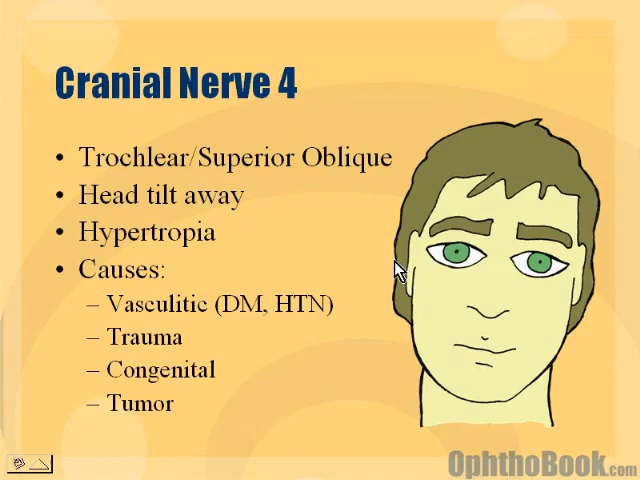 Cranial Nerve 4
• Trochlear/Superior Oblique
• Head tilt away
• Hypertropia
• Causes:
– Vasculitic (DM, HTN)
– Trauma
– Congenital
– Tumor
OphthoBook.com